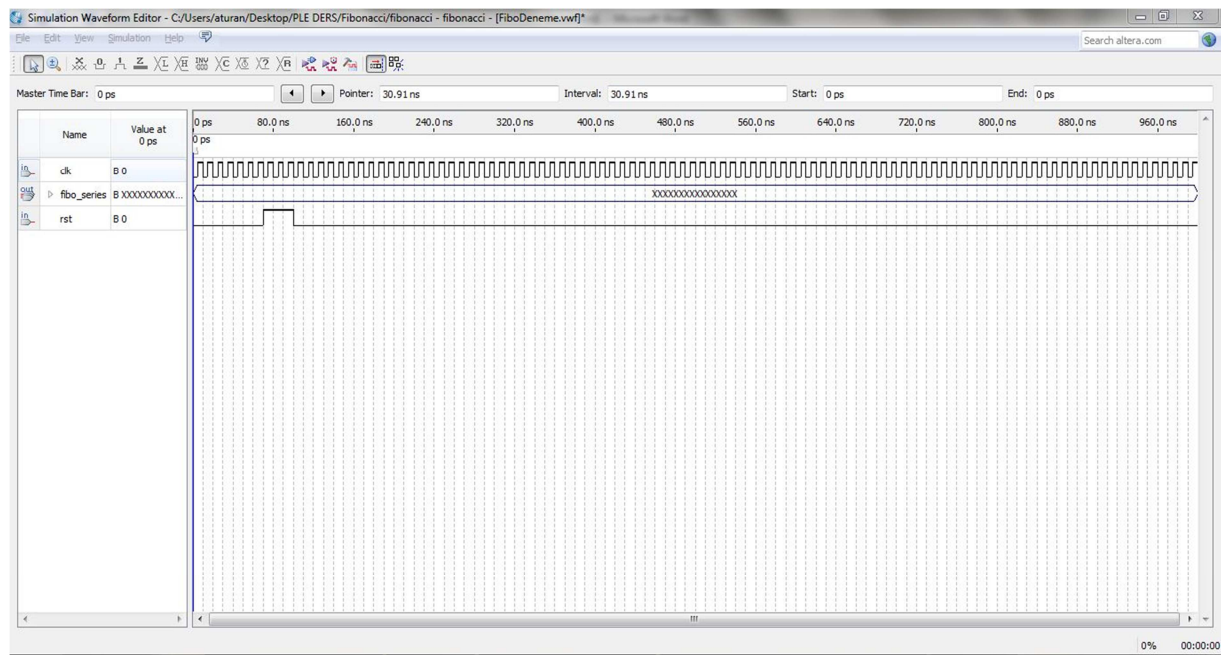 Simulation Waveform Editor - C:/Users/aturan/Desktop/PLE DERS/Fibonacci/fibonacci - fibonacci - [FiboDeneme.vwf]*
File Edit View Simulation Help
Search altera.com
Master Time Bar: 0 ps Pointer: 30.91 ns Interval: 30.91 ns Start: 0 ps End: 0 ps
Name Value at 0 ps
0 ps 80.0 ns 160.0 ns 240.0 ns 320.0 ns 400.0 ns 480.0 ns 560.0 ns 640.0 ns 720.0 ns 800.0 ns 880.0 ns 960.0 ns
0 ps
in clk B 0
out fibo_series B XXXXXXXXXX... XXXXXXXXXXXXXXXX
in rst B 0
0% 00:00:00